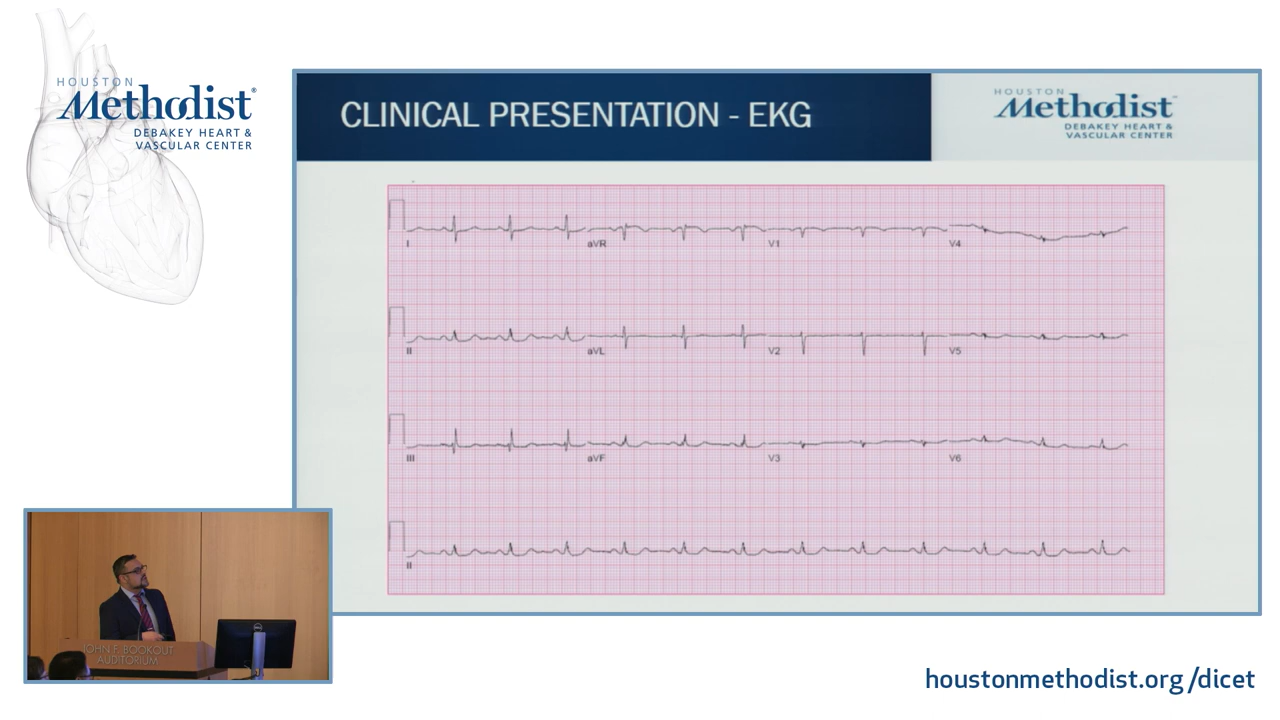 HOUSTON
Methodist®
DEBAKEY HEART &
VASCULAR CENTER
CLINICAL PRESENTATION - EKG
HOUSTON
Methodist
DEBAKEY HEART &
VASCULAR CENTER
I aVR V1 V4
II aVL V2 V5
III aVF V3 V6
II
JOHN F. BOOKOUT
AUDITORIUM
DELL
houstonmethodist.org/dicet